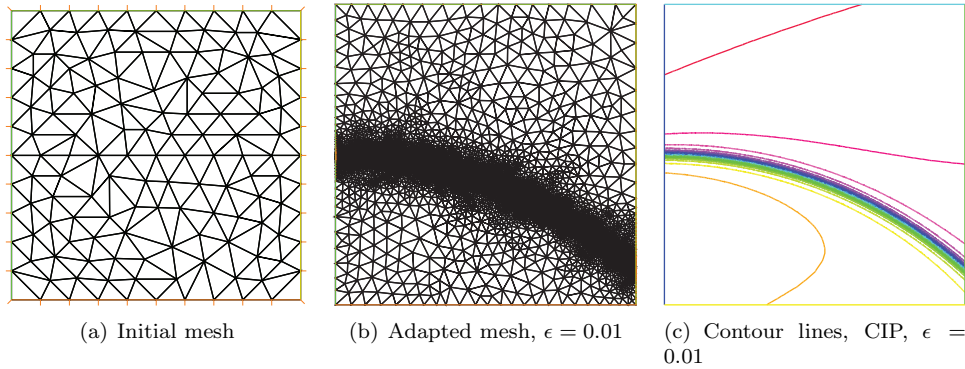 (a) Initial mesh
(b) Adapted mesh, ϵ = 0.01
(c) Contour lines, CIP, ϵ =
0.01